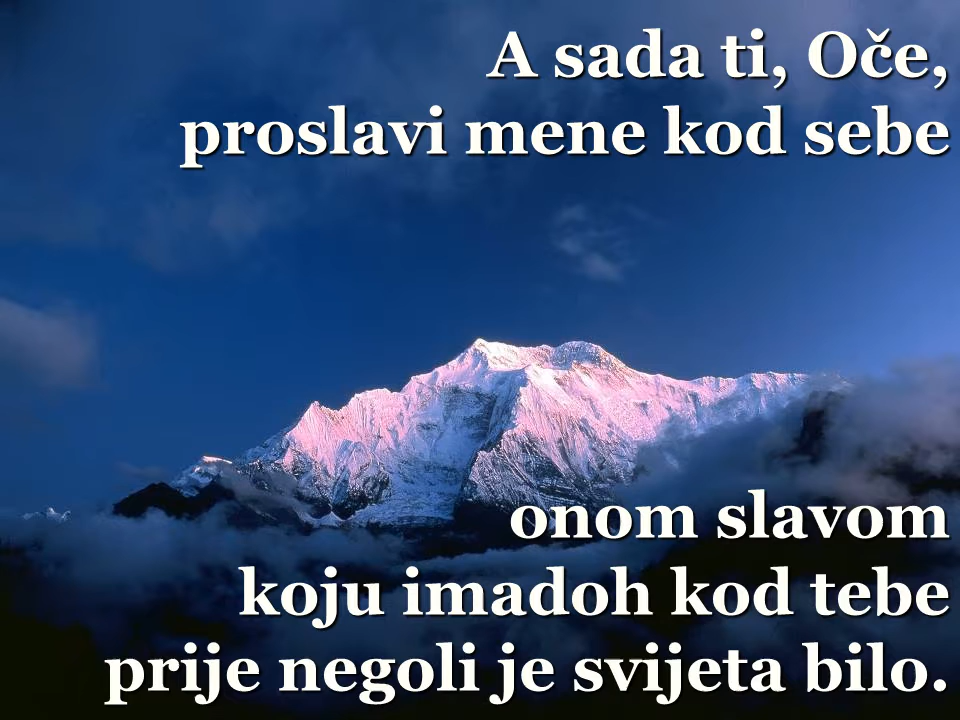 A sada ti, Oče,
proslavi mene kod sebe
onom slavom
koju imadoh kod tebe
prije negoli je svijeta bilo.